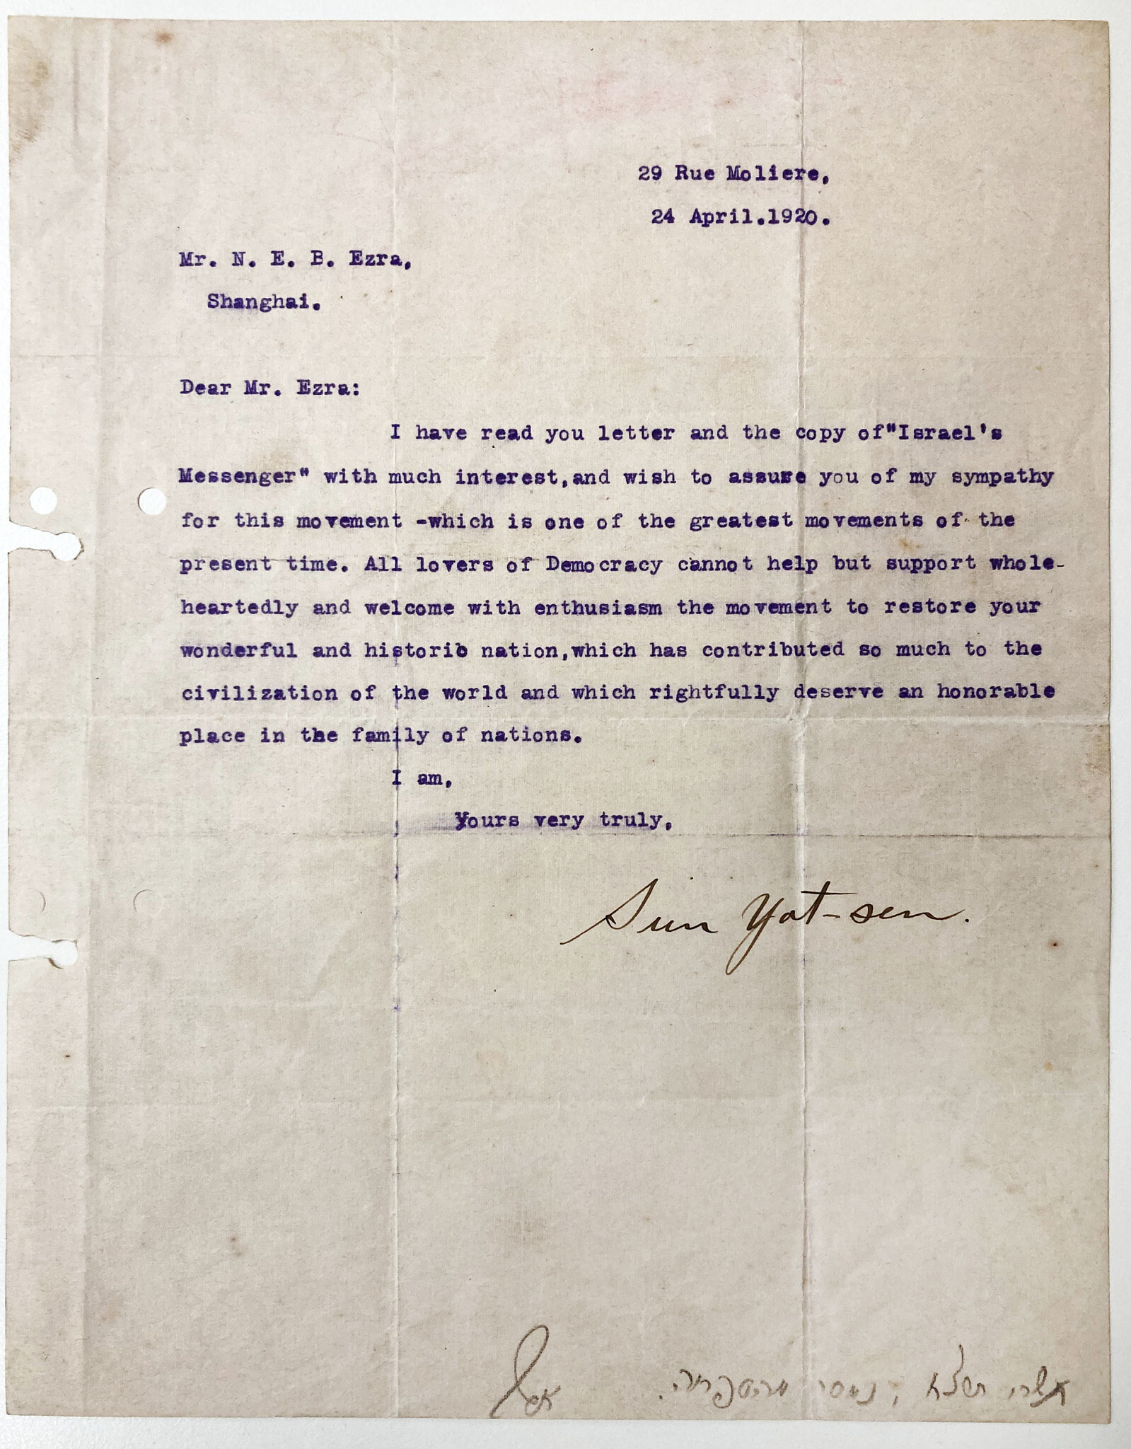 29 Rue Moliere,
24 April.1920.
Mr. N. E. B. Ezra,
Shanghai.
Dear Mr. Ezra:
I have read you letter and the copy of"Israel's
Messenger" with much interest,and wish to assure you of my sympathy
for this movement -which is one of the greatest movements of the
present time. All lovers of Democracy cannot help but support whole-
heartedly and welcome with enthusiasm the movement to restore your
wonderful and historib nation,which has contributed so much to the
civilization of the world and which rightfully deserve an honorable
place in the family of nations.
I am,
Yours very truly,
Sun Yat-sen.